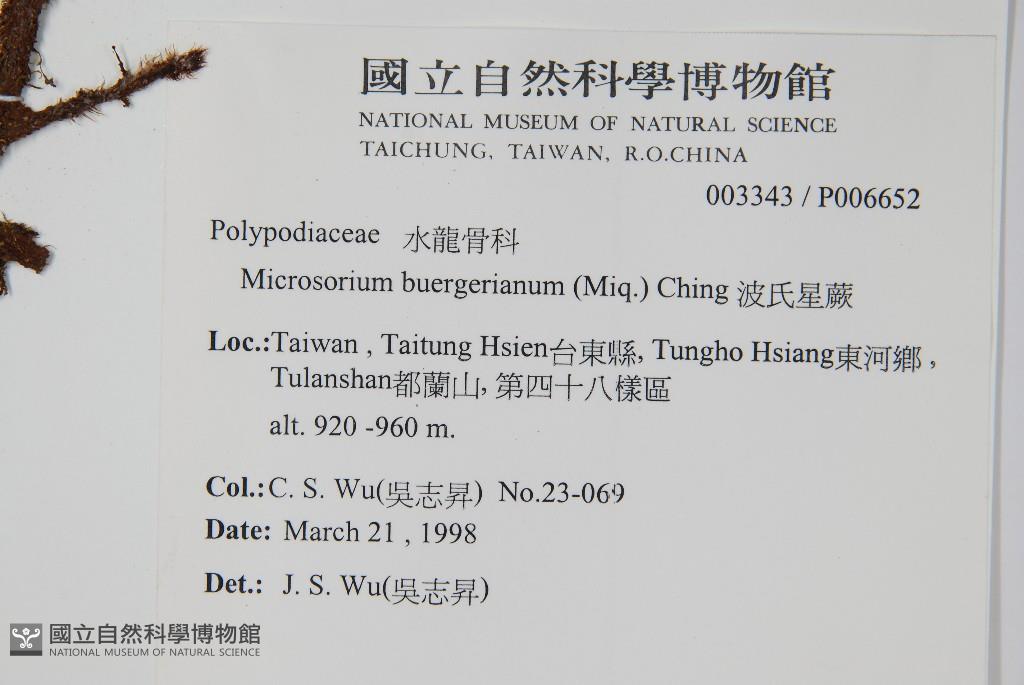 國立自然科學博物館
NATIONAL MUSEUM OF NATURAL SCIENCE
TAICHUNG, TAIWAN, R.O.CHINA
003343 / P006652
Polypodiaceae 水龍骨科
Microsorium buergerianum (Miq.) Ching 波氏星蕨
Loc.:Taiwan , Taitung Hsien台東縣, Tungho Hsiang東河鄉 ,
Tulanshan都蘭山, 第四十八樣區
alt. 920 -960 m.
Col.:C. S. Wu(吳志昇) No.23-069
Date: March 21 , 1998
Det.: J. S. Wu(吳志昇)
國立自然科學博物館
NATIONAL MUSEUM OF NATURAL SCIENCE